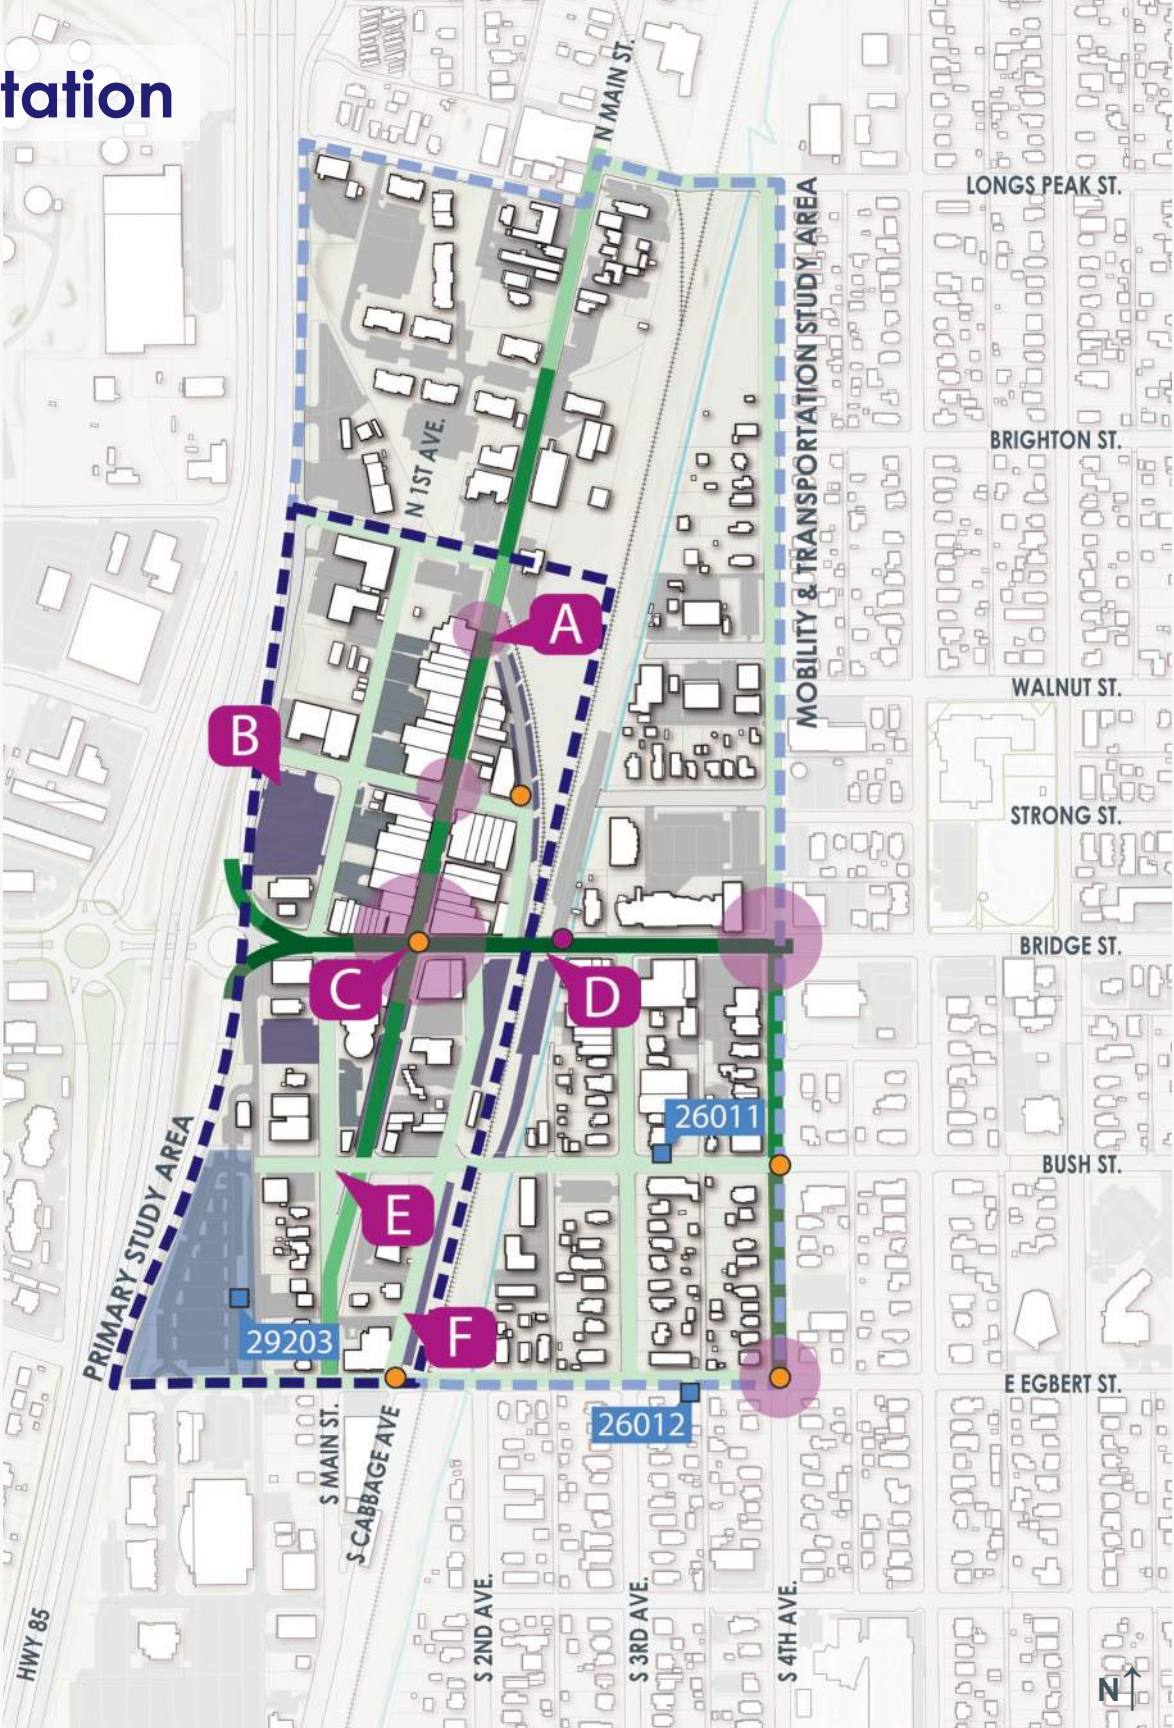 tation
N MAIN ST.
LONGS PEAK ST.
MOBILITY & TRANSPORTATION STUDY AREA
N 1ST AVE.
BRIGHTON ST.
A
WALNUT ST.
B
STRONG ST.
BRIDGE ST.
C
D
26011
BUSH ST.
PRIMARY STUDY AREA
E
F
29203
E EGBERT ST.
26012
S MAIN ST.
S CABBAGE AVE
HWY 85
S 2ND AVE.
S 3RD AVE.
S 4TH AVE.
N